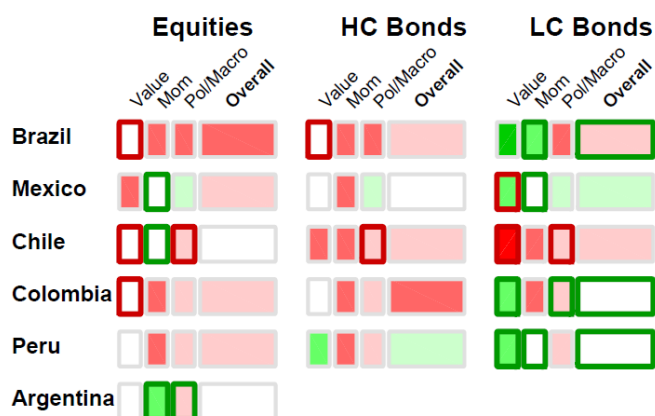 Equities HC Bonds LC Bonds
Value Mom Pol/Macro Overall Value Mom Pol/Macro Overall Value Mom Pol/Macro Overall
Brazil
Mexico
Chile
Colombia
Peru
Argentina